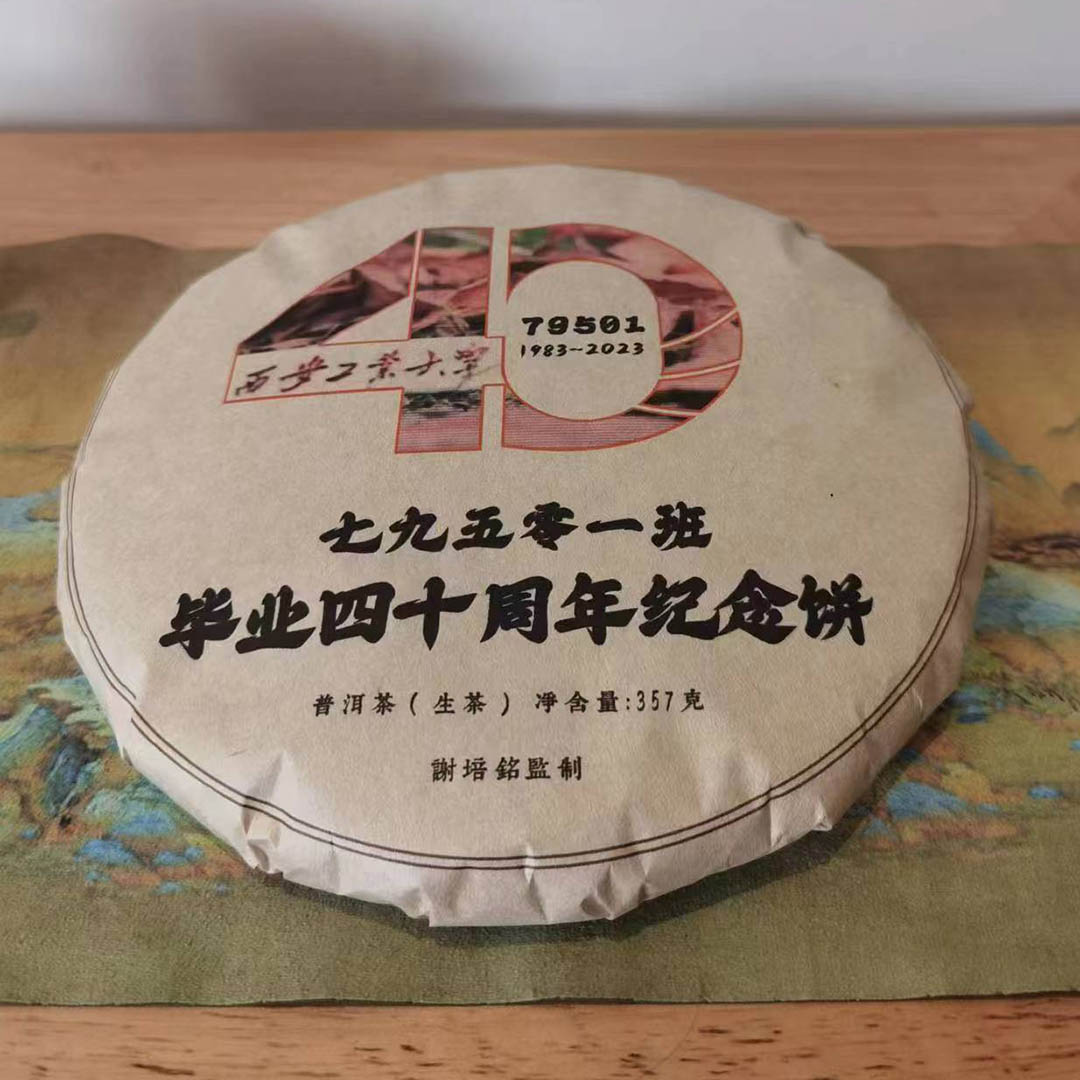 40
79501
1983-2023
西安工业大学
七九五零一班
毕业四十周年纪念饼
普洱茶(生茶) 净含量:357克
謝培銘監制